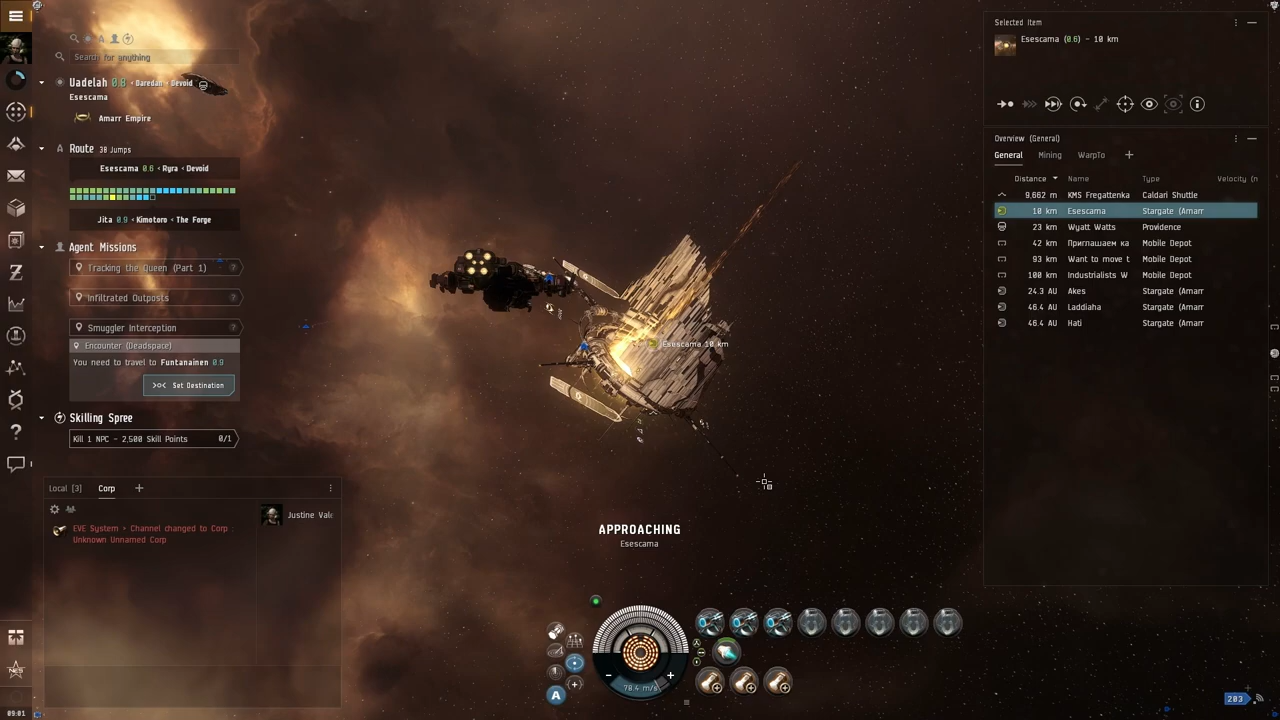 Search for anything
Uadelah 0.8 ‹ Daredan ‹ Devoid
Esescama
Amarr Empire
Route 38 Jumps
Esescama 0.6 ‹ Ryra ‹ Devoid
Jita 0.9 ‹ Kimotoro ‹ The Forge
Agent Missions
Tracking the Queen (Part 1) ?
Infiltrated Outposts ?
Smuggler Interception ?
Encounter (Deadspace)
You need to travel to Funtanainen 0.9
Set Destination
Skilling Spree
Kill 1 NPC - 2,500 Skill Points 0/1
Local [3] Corp
EVE System > Channel changed to Corp :
Unknown Unnamed Corp
Justine Vale
NES
09:01
Esescama 10 km
APPROACHING
Esescama
A
70.4 m/s
Selected Item
Esescama (0.6) - 10 km
Overview (General)
General Mining WarpTo
Distance Name Type Velocity (m
9,662 m KMS Fregattenka Caldari Shuttle
10 km Esescama Stargate (Amarr
23 km Wyatt Watts Providence
42 km Приглашаем ка Mobile Depot
93 km Want to move t Mobile Depot
100 km Industrialists W Mobile Depot
24.3 AU Akes Stargate (Amarr
46.4 AU Laddiaha Stargate (Amarr
46.4 AU Hati Stargate (Amarr
203